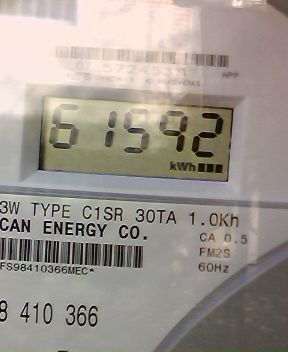 61592
kWh
3W TYPE C1SR 30TA 1.0Kh
CAN ENERGY CO.
CA 0.5
FM2S
60Hz
FS98410366MEC*
8 410 366